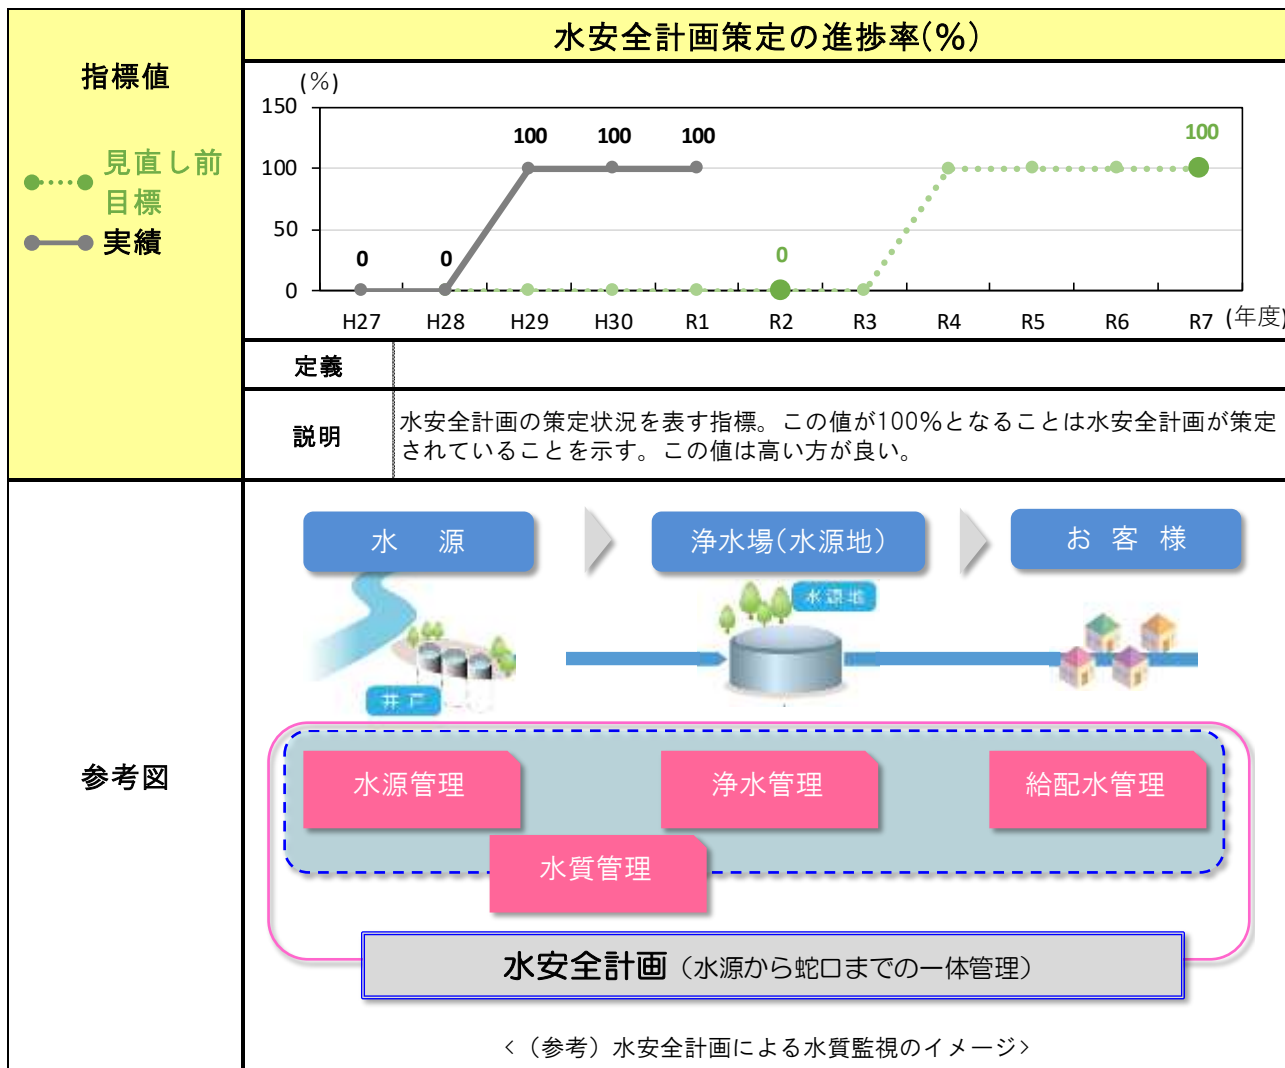 水安全計画策定の進捗率(%)
指標値
見直し前
目標
実績
(%)
150
100
50
0
0
0
100
100
100
0
100
H27
H28
H29
H30
R1
R2
R3
R4
R5
R6
R7
(年度)
定義
説明
水安全計画の策定状況を表す指標。この値が100%となることは水安全計画が策定
されていることを示す。この値は高い方が良い。
参考図
水 源
浄水場(水源地)
お 客 様
水源地
井戸
水源管理
浄水管理
給配水管理
水質管理
水安全計画(水源から蛇口までの一体管理)
<(参考)水安全計画による水質監視のイメージ>